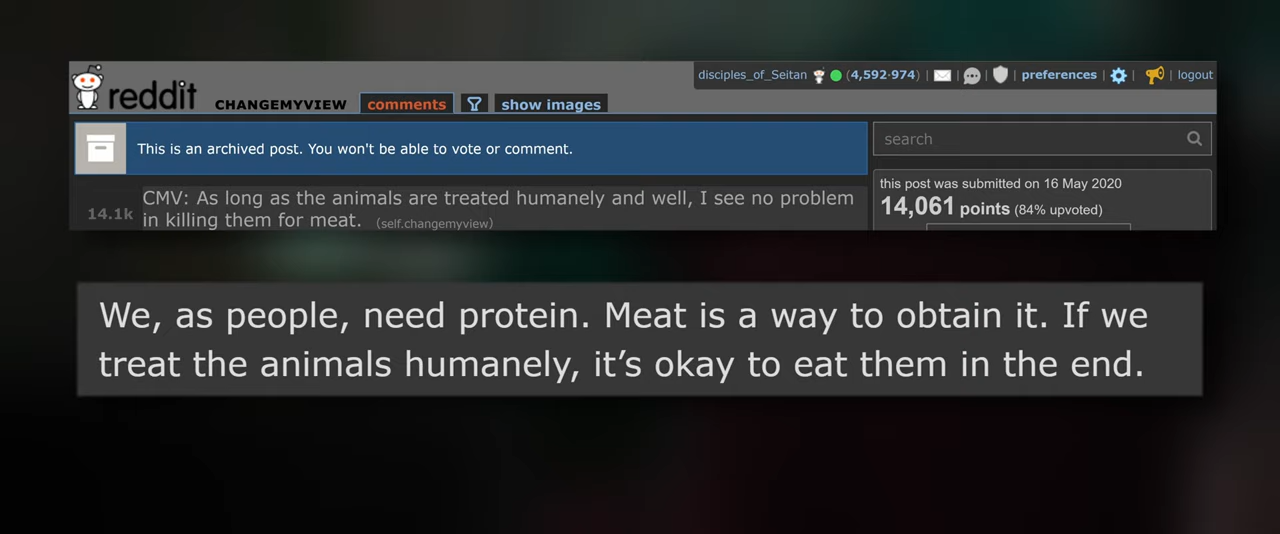 disciples_of_Seitan (4,592·974) | | | | preferences | | | logout
reddit CHANGEMYVIEW comments show images
This is an archived post. You won't be able to vote or comment.
search
14.1k
CMV: As long as the animals are treated humanely and well, I see no problem
in killing them for meat. (self.changemyview)
this post was submitted on 16 May 2020
14,061 points (84% upvoted)
We, as people, need protein. Meat is a way to obtain it. If we
treat the animals humanely, it’s okay to eat them in the end.